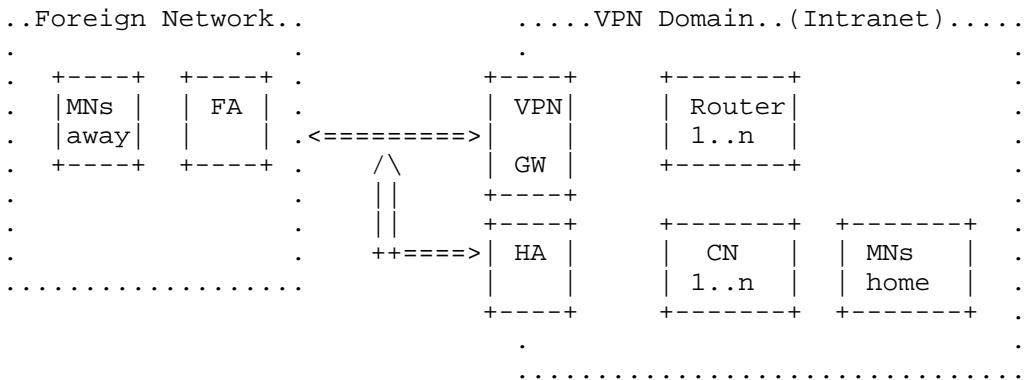 ..Foreign Network..             .....VPN Domain..(Intranet).....
.                 .             .                              .
.  +----+  +----+ .           +----+     +-------+             .
.  |MNs |  | FA | .           | VPN|     | Router|             .
.  |away|  |    | .<=========>|    |     | 1..n  |             .
.  +----+  +----+ .    /\     | GW |     +-------+             .
.                 .    ||     +----+                           .
.                 .    ||     +----+     +-------+  +-------+  .
.                 .    ++====>| HA |     |  CN   |  | MNs   |  .
...................           |    |     | 1..n  |  | home  |  .
                              +----+     +-------+  +-------+  .
                                .                              .
                                ................................